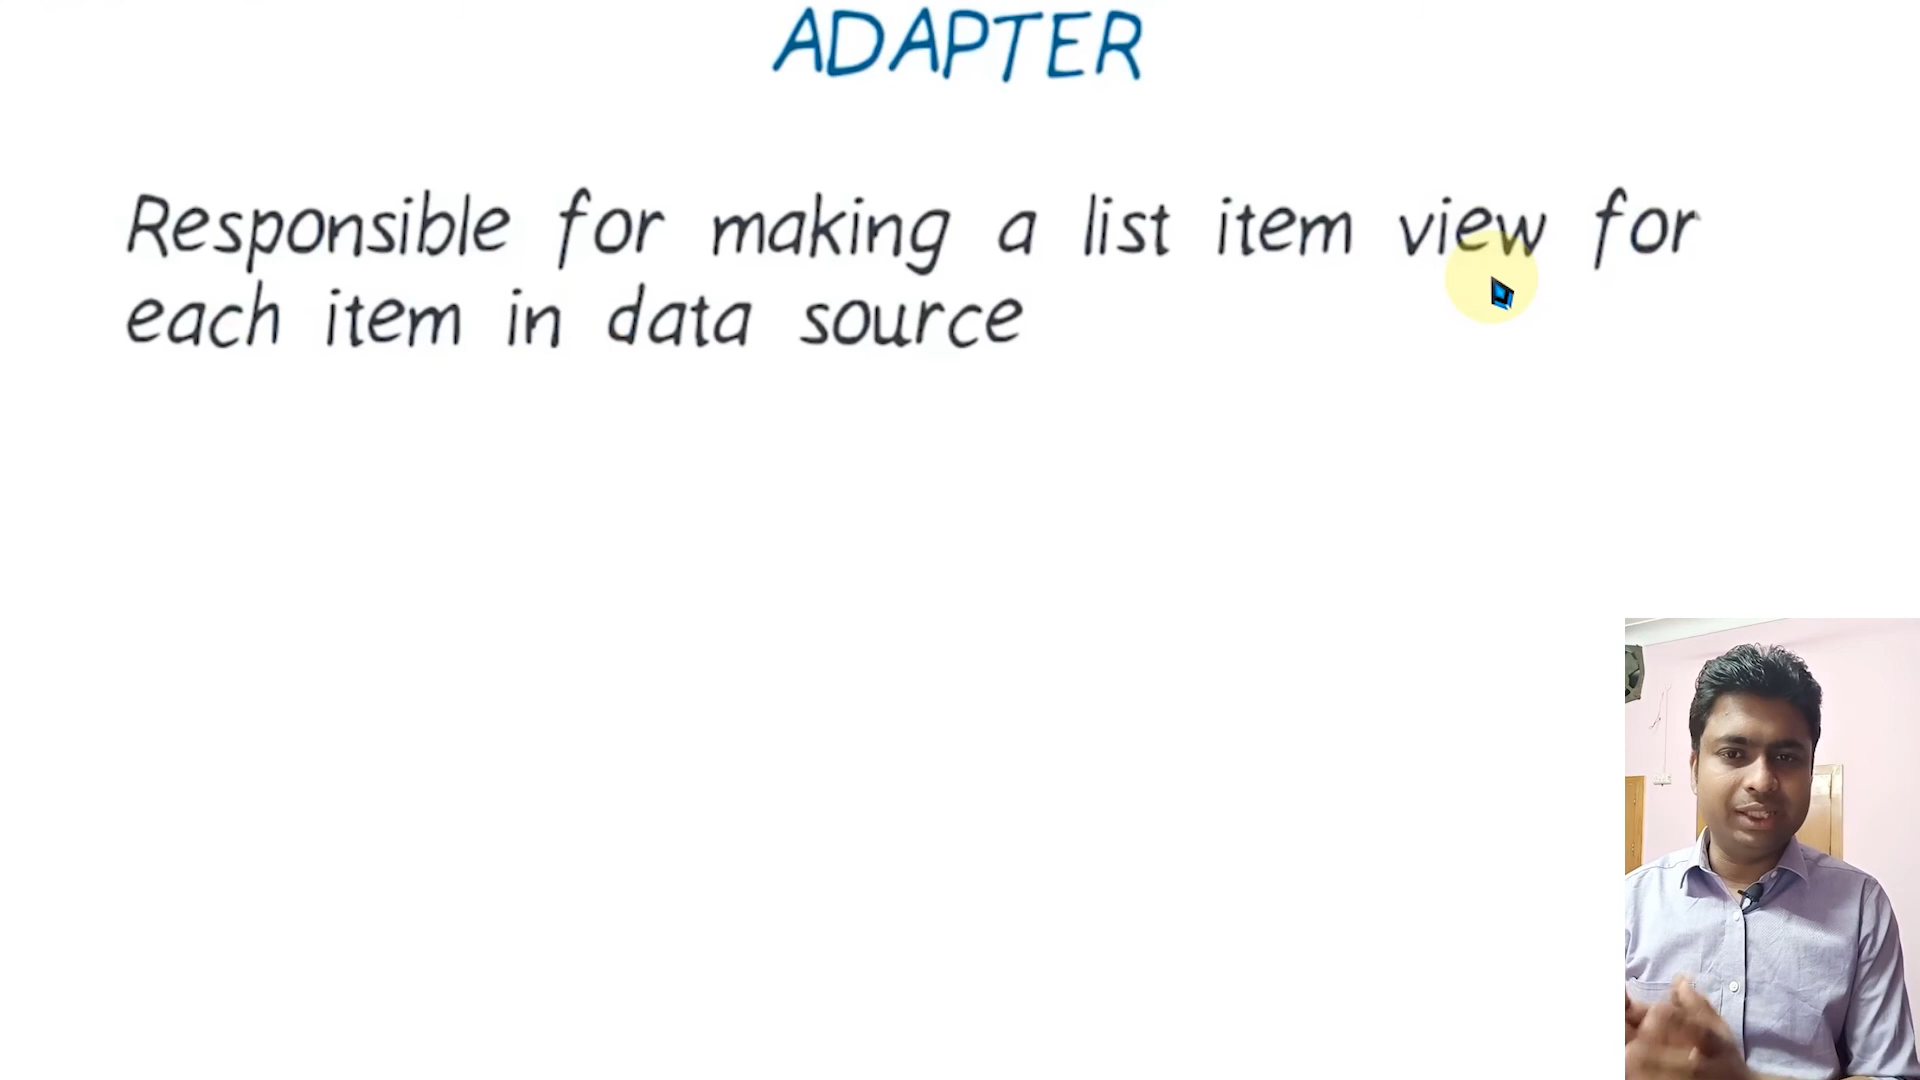 ADAPTER
Responsible for making a list item view for
each item in data source